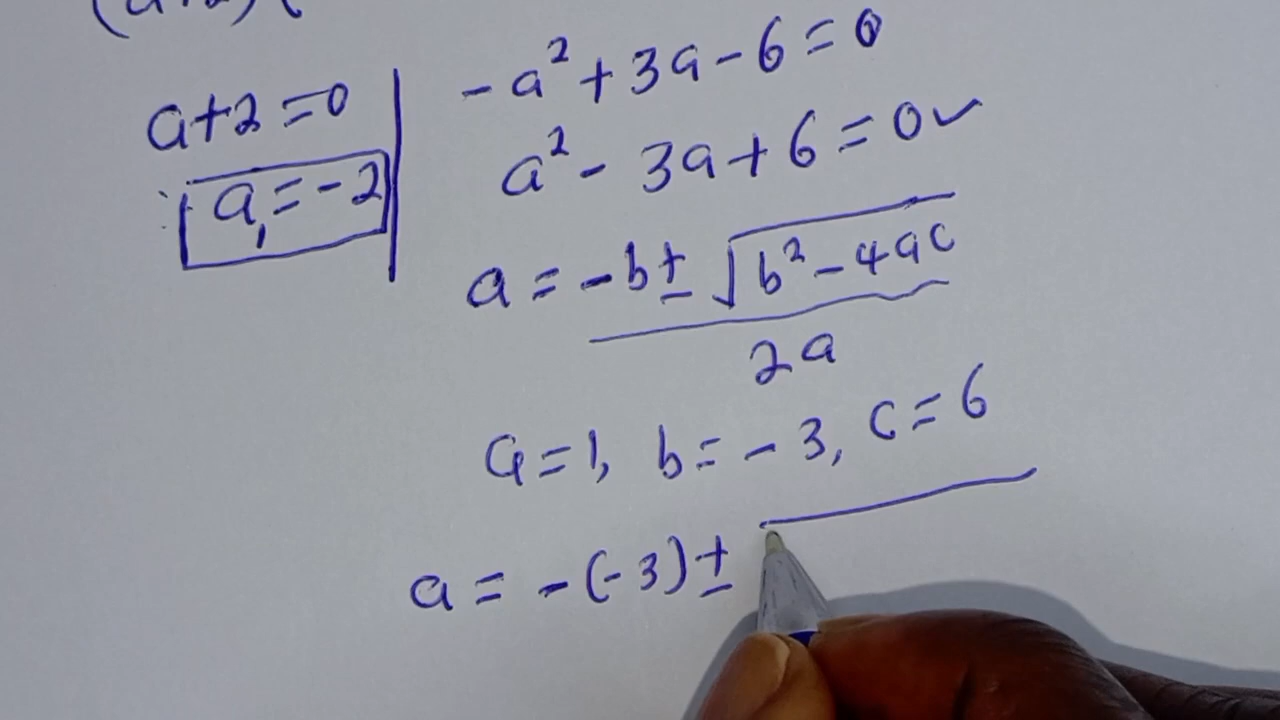 a+2=0
a₁=-2
-a²+3a-6=0
a²-3a+6=0✓
a=-b±√b²-4ac
2a
a=1, b=-3, c=6
a=-(-3)±√